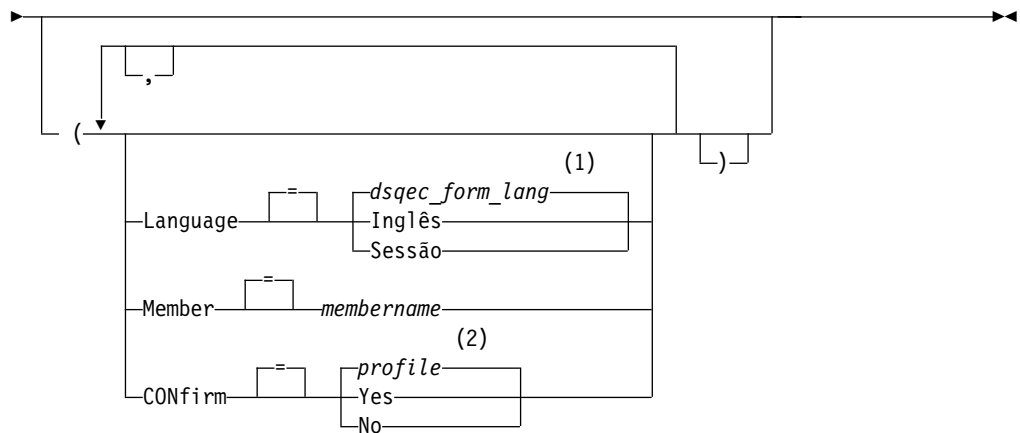 ,
(
)
(1)
=
dsqec_form_lang
Language
Inglês
Sessão
=
Member
membername
(2)
=
profile
CONfirm
Yes
No